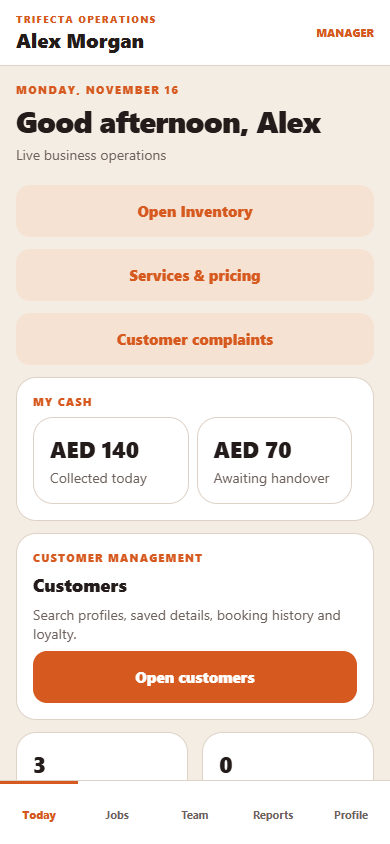 TRIFECTA OPERATIONS
Alex Morgan
MANAGER
MONDAY, NOVEMBER 16
Good afternoon, Alex
Live business operations
Open Inventory
Services & pricing
Customer complaints
MY CASH
AED 140
Collected today
AED 70
Awaiting handover
CUSTOMER MANAGEMENT
Customers
Search profiles, saved details, booking history and
loyalty.
Open customers
3
0
Today
Jobs
Team
Reports
Profile